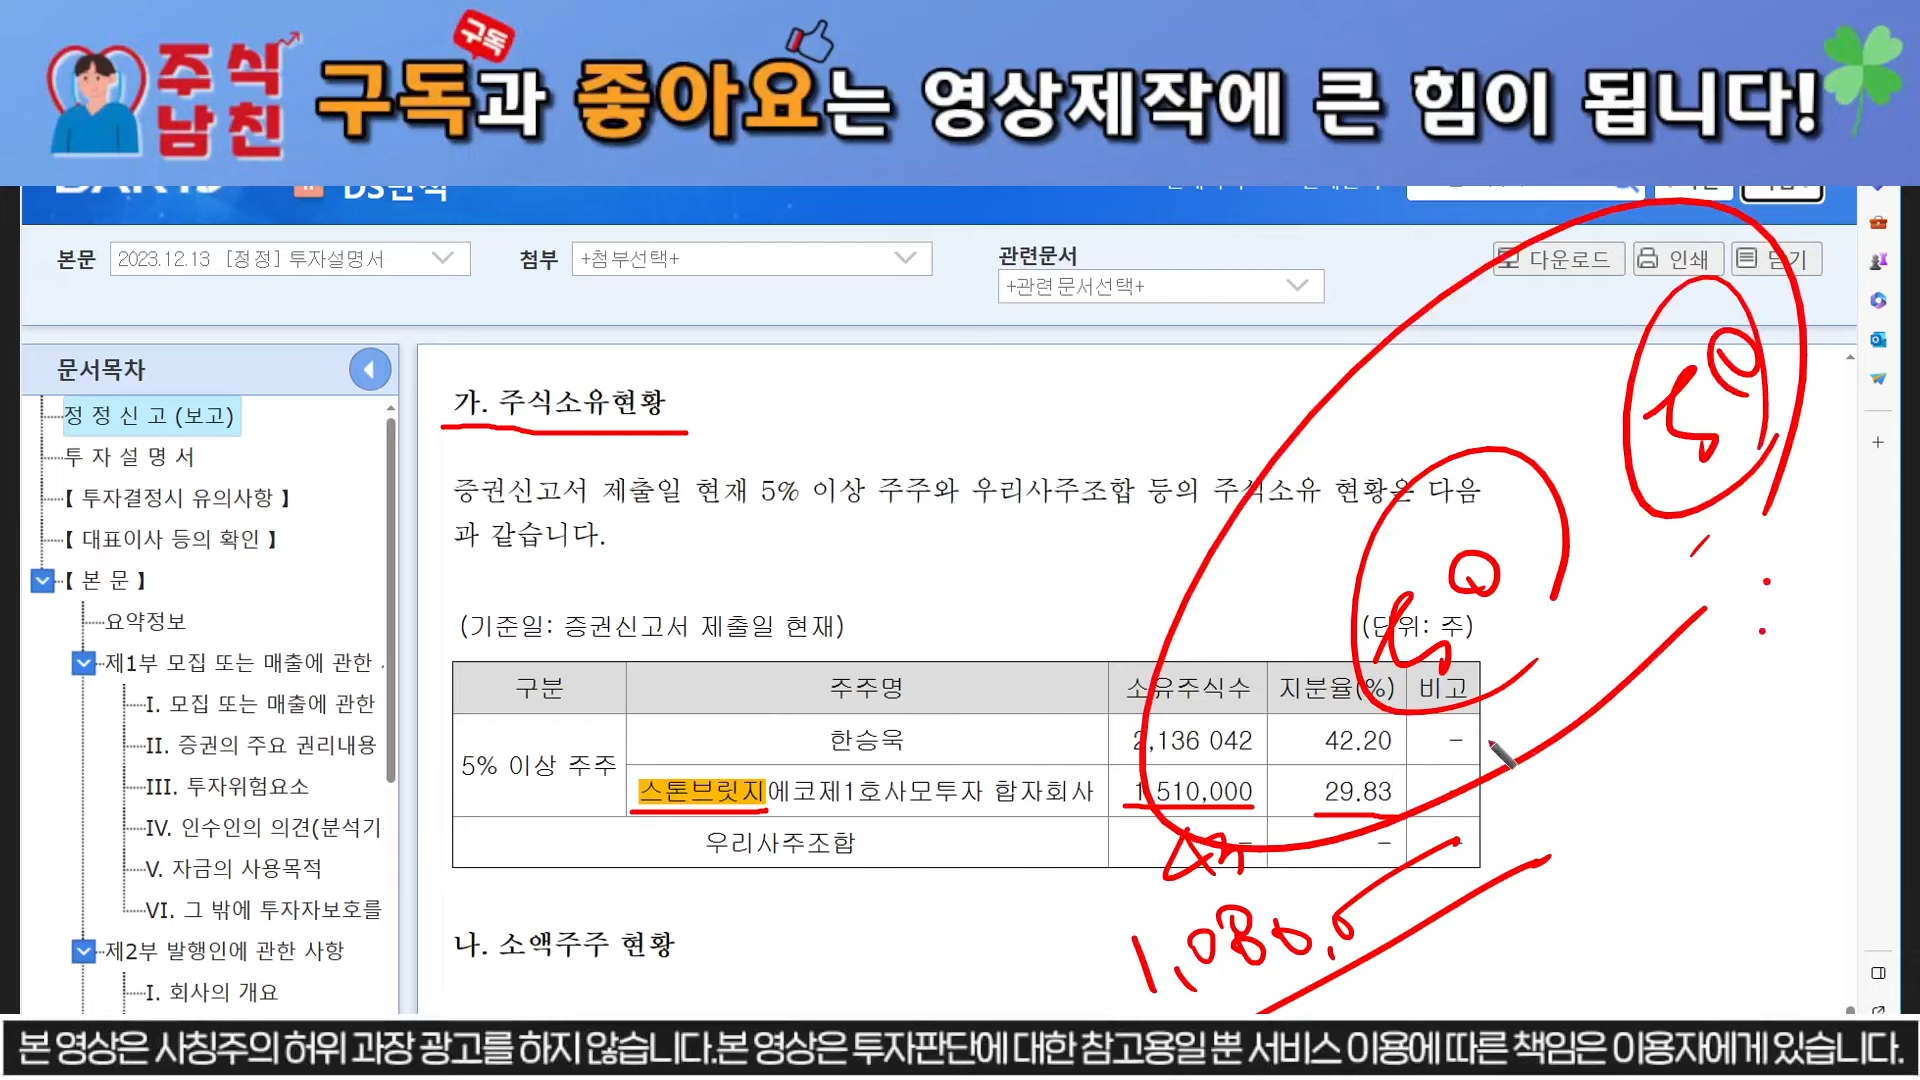 주식
남친
구독
구독과 좋아요는 영상제작에 큰 힘이 됩니다!
DS단석
본문
2023.12.13 [정정] 투자설명서
첨부
+첨부선택+
관련문서
+관련문서선택+
다운로드
인쇄
닫기
문서목차
정 정 신 고 (보고)
투 자 설 명 서
【 투자결정시 유의사항 】
【 대표이사 등의 확인 】
【 본 문 】
요약정보
제1부 모집 또는 매출에 관한
I. 모집 또는 매출에 관한
II. 증권의 주요 권리내용
III. 투자위험요소
IV. 인수인의 의견(분석기
V. 자금의 사용목적
VI. 그 밖에 투자자보호를
제2부 발행인에 관한 사항
I. 회사의 개요
가. 주식소유현황
증권신고서 제출일 현재 5% 이상 주주와 우리사주조합 등의 주식소유 현황은 다음
과 같습니다.
(기준일: 증권신고서 제출일 현재)
(단위: 주)
구분 주주명 소유주식수 지분율(%) 비고
5% 이상 주주
한승욱 2,136 042 42.20 –
스톤브릿지에코제1호사모투자 합자회사 1,510,000 29.83
우리사주조합 – – –
나. 소액주주 현황
본 영상은 사칭주의 허위 과장 광고를 하지 않습니다.본 영상은 투자판단에 대한 참고용일 뿐 서비스 이용에 따른 책임은 이용자에게 있습니다.